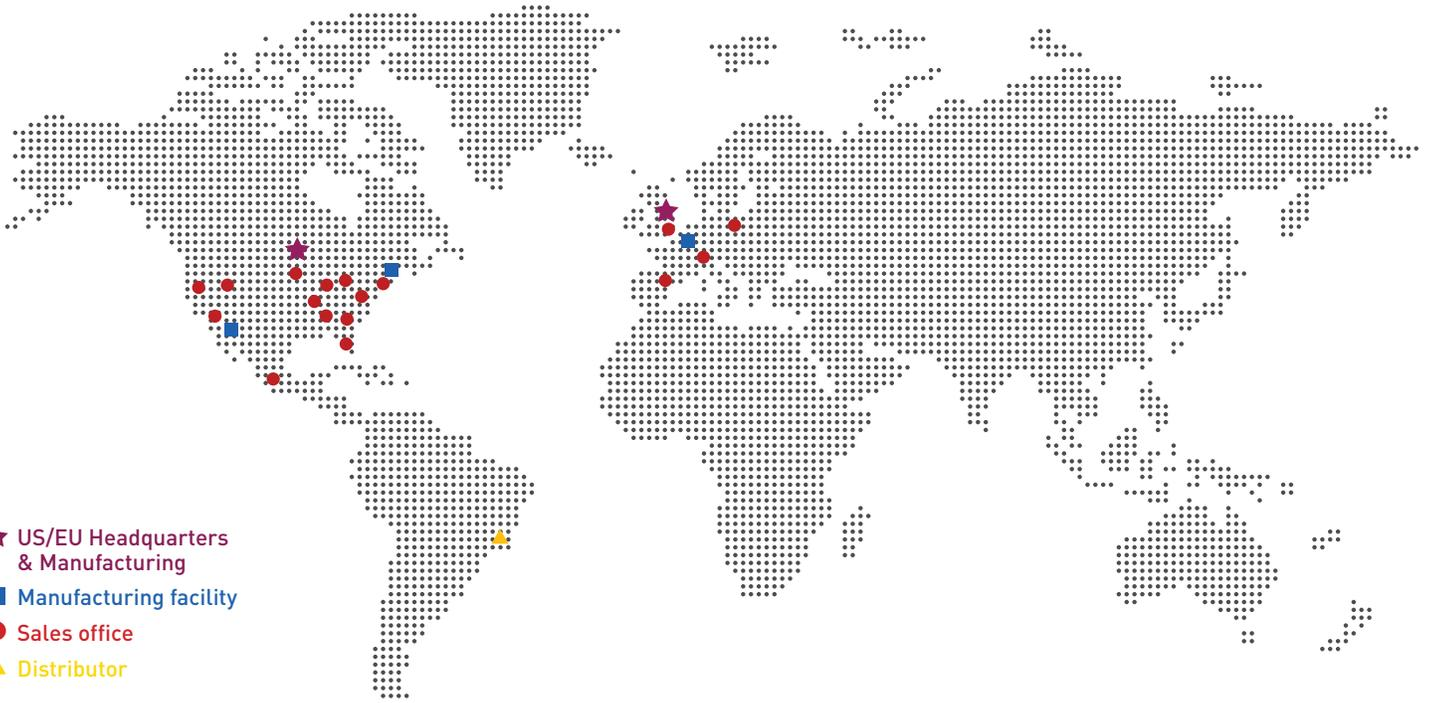 US/EU Headquarters
& Manufacturing
Manufacturing facility
Sales office
Distributor